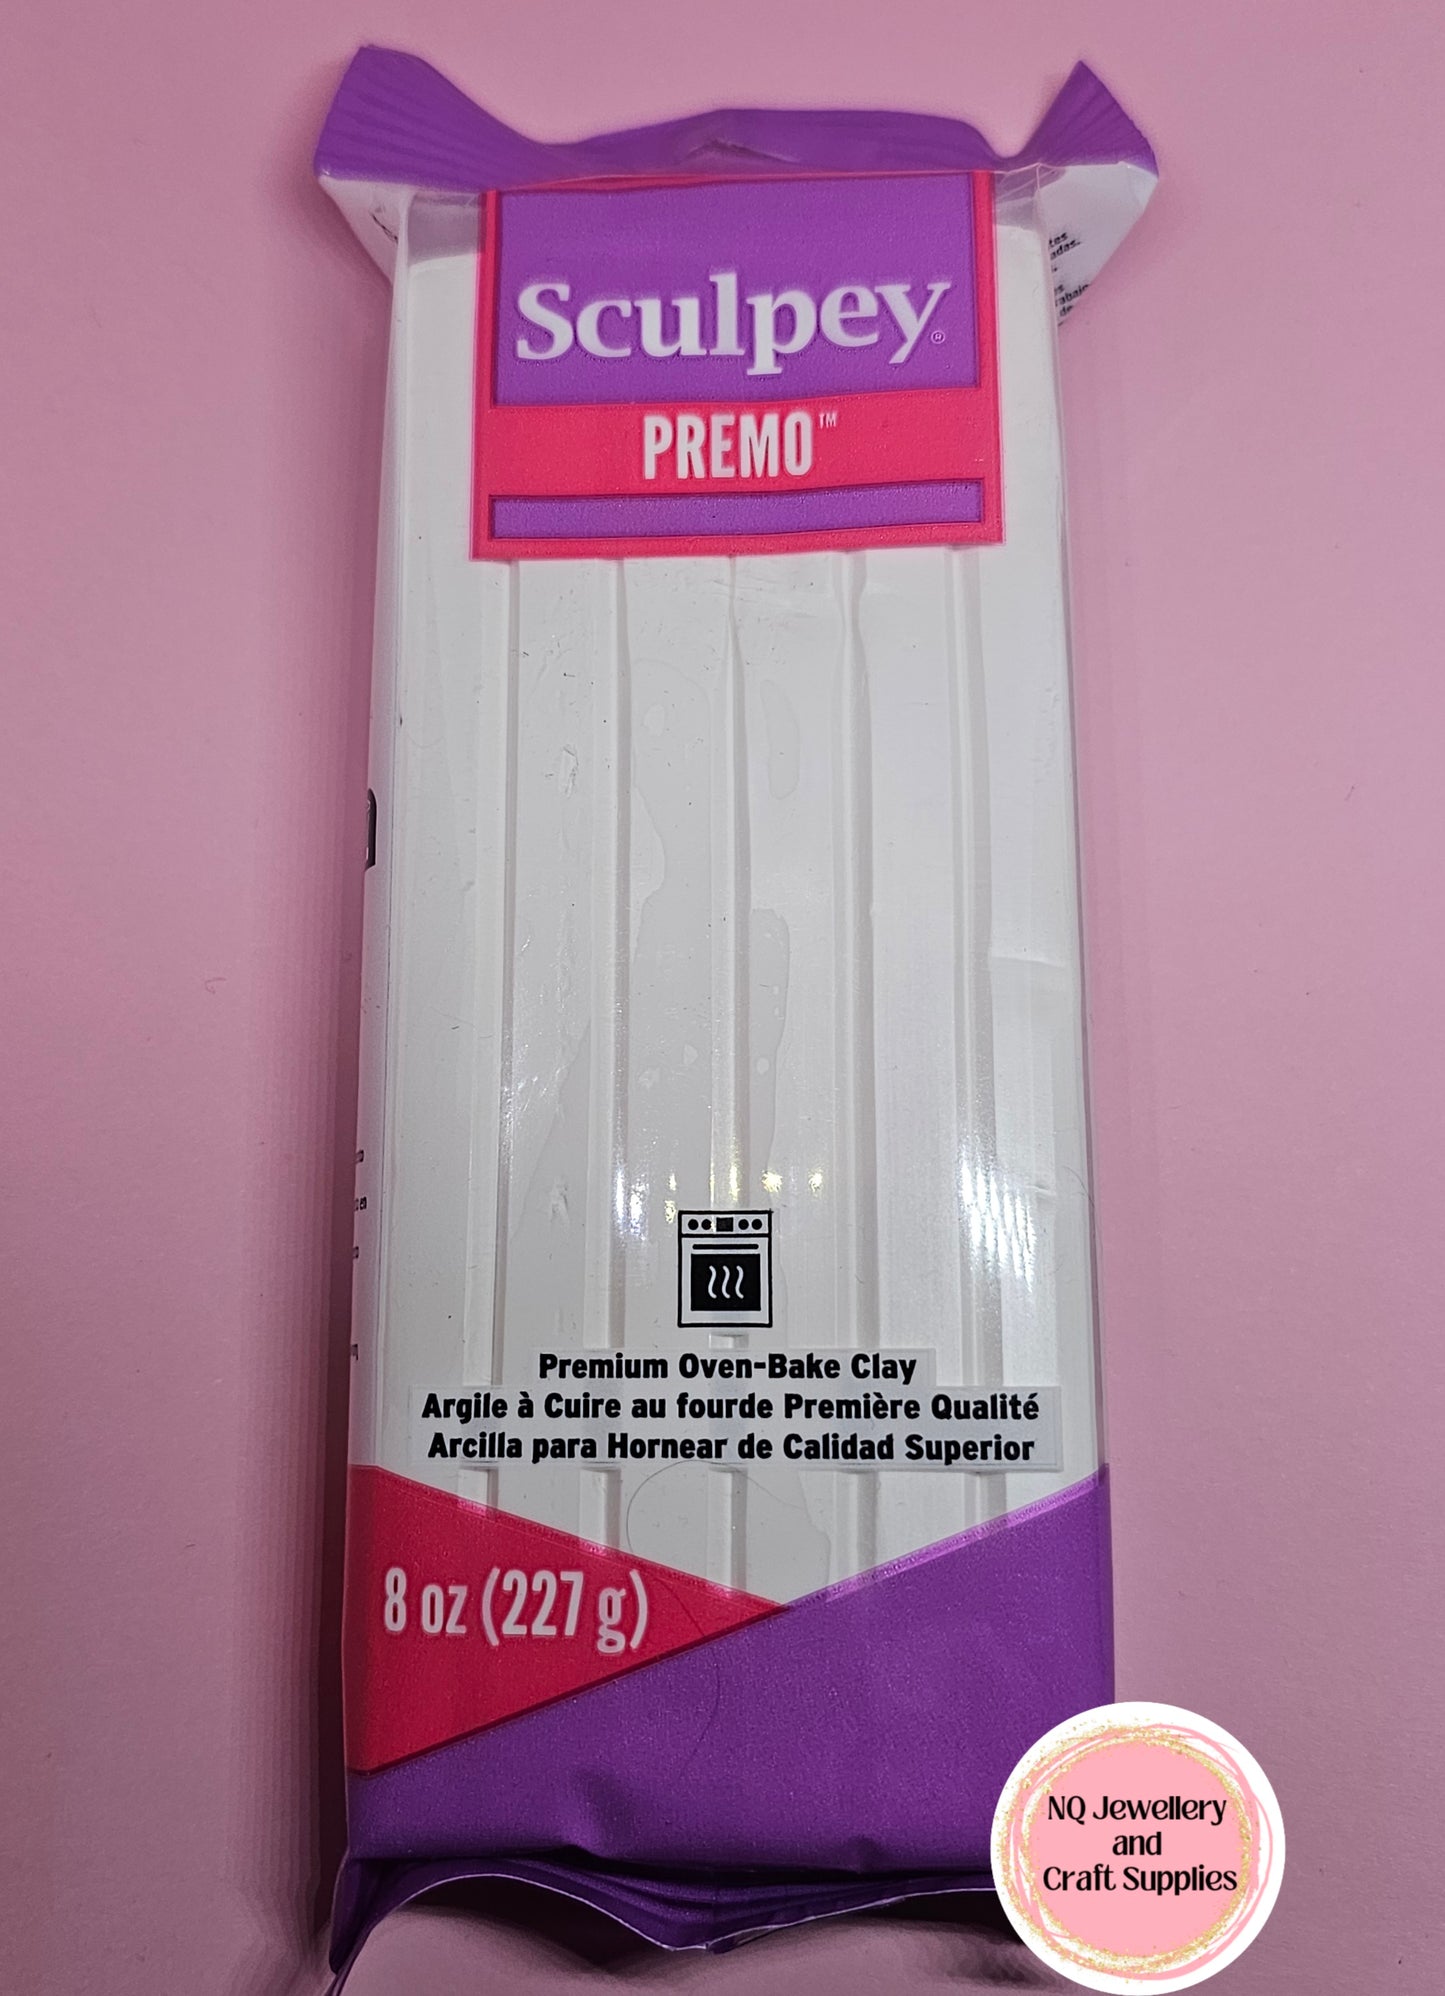 Sculpey®
PREMO™
Premium Oven-Bake Clay
Argile à Cuire au fourde Première Qualité
Arcilla para Hornear de Calidad Superior
8 oz (227 g)
NQ Jewellery
and
Craft Supplies